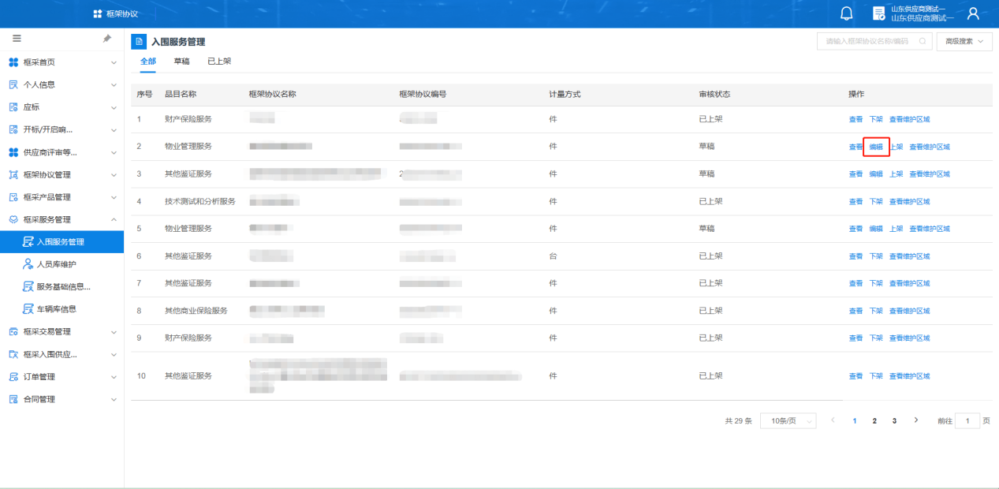 框架协议
山东供应商测试一
山东供应商测试一
框采首页
个人信息
应标
开标/开启响...
供应商评审等...
框架协议管理
框采产品管理
框采服务管理
入围服务管理
人员库维护
服务基础信息...
车辆库信息
框采交易管理
框采入围供应...
订单管理
合同管理
入围服务管理
请输入框架协议名称/编码
高级搜索
全部 草稿 已上架
序号 品目名称 框架协议名称 框架协议编号 计量方式 审核状态 操作
1 财产保险服务 件 已上架 查看 下架 查看维护区域
2 物业管理服务 件 草稿 查看 编辑 上架 查看维护区域
3 其他鉴证服务 件 草稿 查看 编辑 上架 查看维护区域
4 技术测试和分析服务 件 已上架 查看 下架 查看维护区域
5 物业管理服务 件 草稿 查看 编辑 上架 查看维护区域
6 其他鉴证服务 台 已上架 查看 下架 查看维护区域
7 其他鉴证服务 件 已上架 查看 下架 查看维护区域
8 其他商业保险服务 件 已上架 查看 下架 查看维护区域
9 财产保险服务 件 已上架 查看 下架 查看维护区域
10 其他鉴证服务 件 已上架 查看 下架 查看维护区域
共 29 条 10条/页 1 2 3 前往 1 页